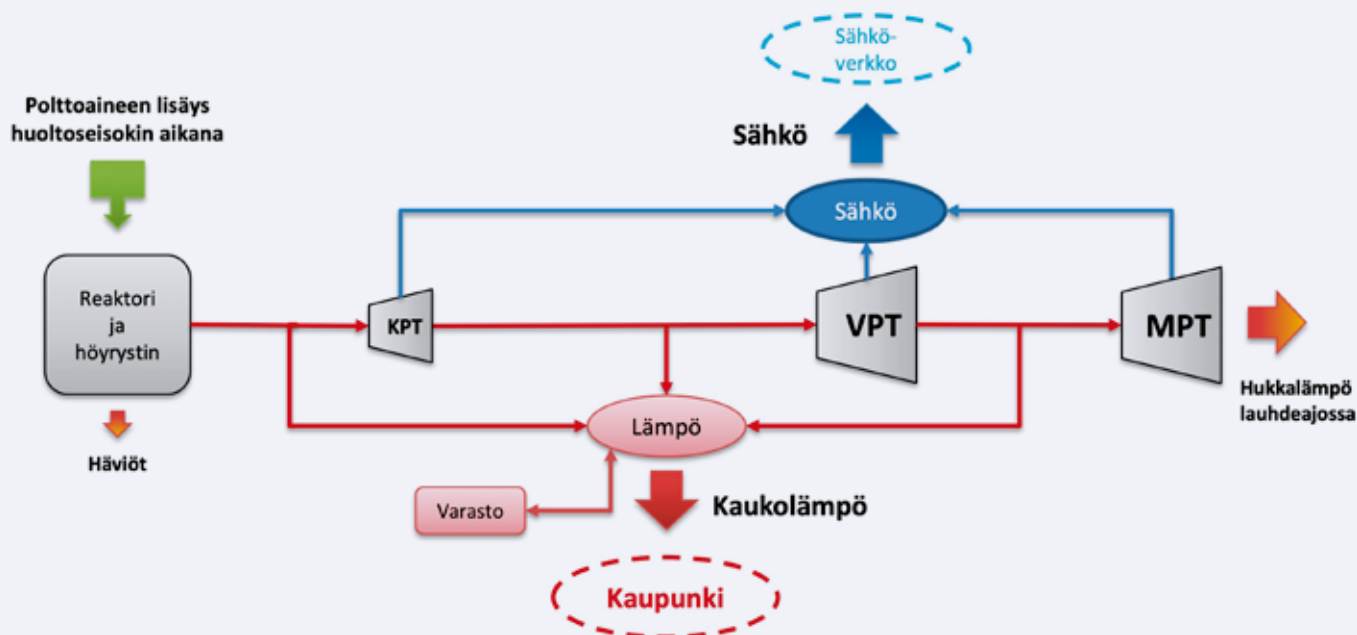 Sähkö-
verkko
Polttoaineen lisäys
huoltoseisokin aikana
Sähkö
Sähkö
Reaktori
ja
höyrystin
KPT
VPT
MPT
Hukkalämpö
lauhdeajossa
Lämpö
Häviöt
Varasto
Kaukolämpö
Kaupunki